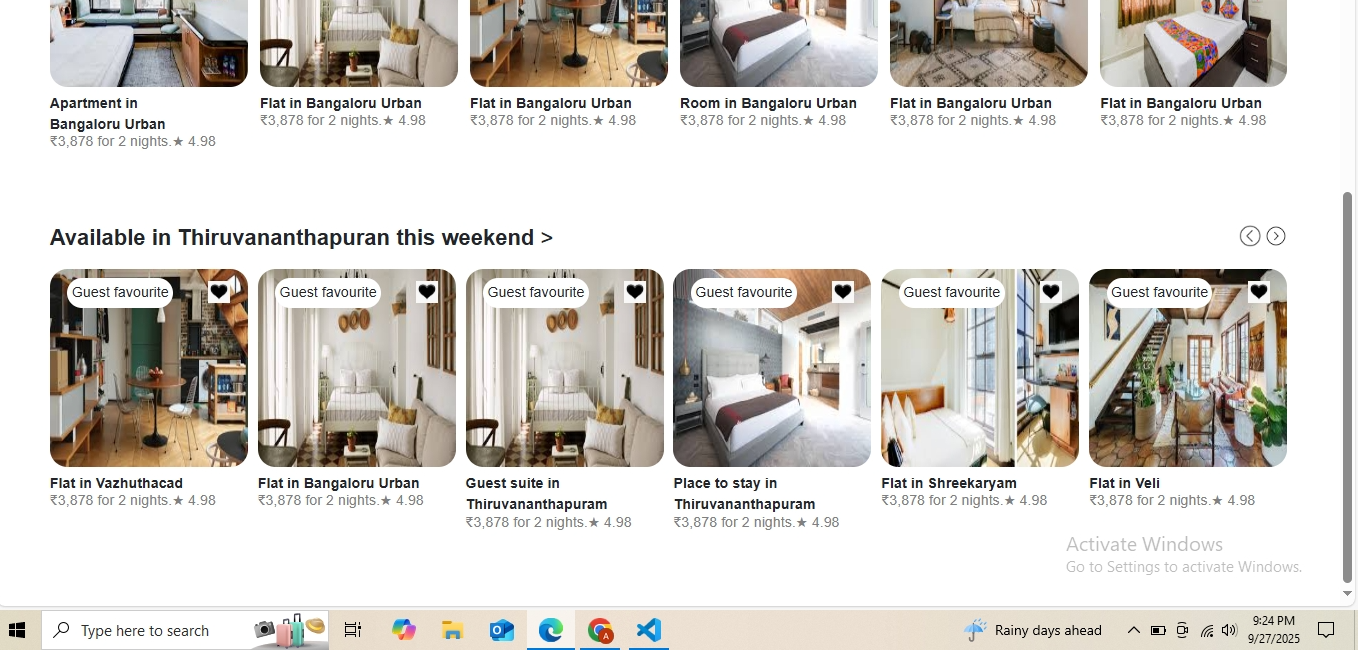 Apartment in
Bangaloru Urban
₹3,878 for 2 nights.★ 4.98
Flat in Bangaloru Urban
₹3,878 for 2 nights.★ 4.98
Flat in Bangaloru Urban
₹3,878 for 2 nights.★ 4.98
Room in Bangaloru Urban
₹3,878 for 2 nights.★ 4.98
Flat in Bangaloru Urban
₹3,878 for 2 nights.★ 4.98
Flat in Bangaloru Urban
₹3,878 for 2 nights.★ 4.98
Available in Thiruvananthapuran this weekend >
Guest favourite
Flat in Vazhuthacad
₹3,878 for 2 nights.★ 4.98
Guest favourite
Flat in Bangaloru Urban
₹3,878 for 2 nights.★ 4.98
Guest favourite
Guest suite in
Thiruvananthapuram
₹3,878 for 2 nights.★ 4.98
Guest favourite
Place to stay in
Thiruvananthapuram
₹3,878 for 2 nights.★ 4.98
Guest favourite
Flat in Shreekaryam
₹3,878 for 2 nights.★ 4.98
Guest favourite
Flat in Veli
₹3,878 for 2 nights.★ 4.98
Activate Windows
Go to Settings to activate Windows.
Type here to search
A
Rainy days ahead
9:24 PM
9/27/2025